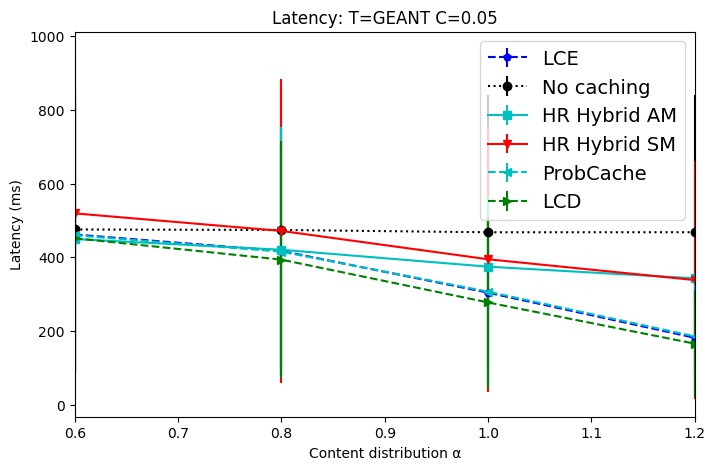 Latency: T=GEANT C=0.05
1000
800
600
400
200
0
Latency (ms)
LCE
No caching
HR Hybrid AM
HR Hybrid SM
ProbCache
LCD
0.6
0.7
0.8
0.9
1.0
1.1
1.2
Content distribution α